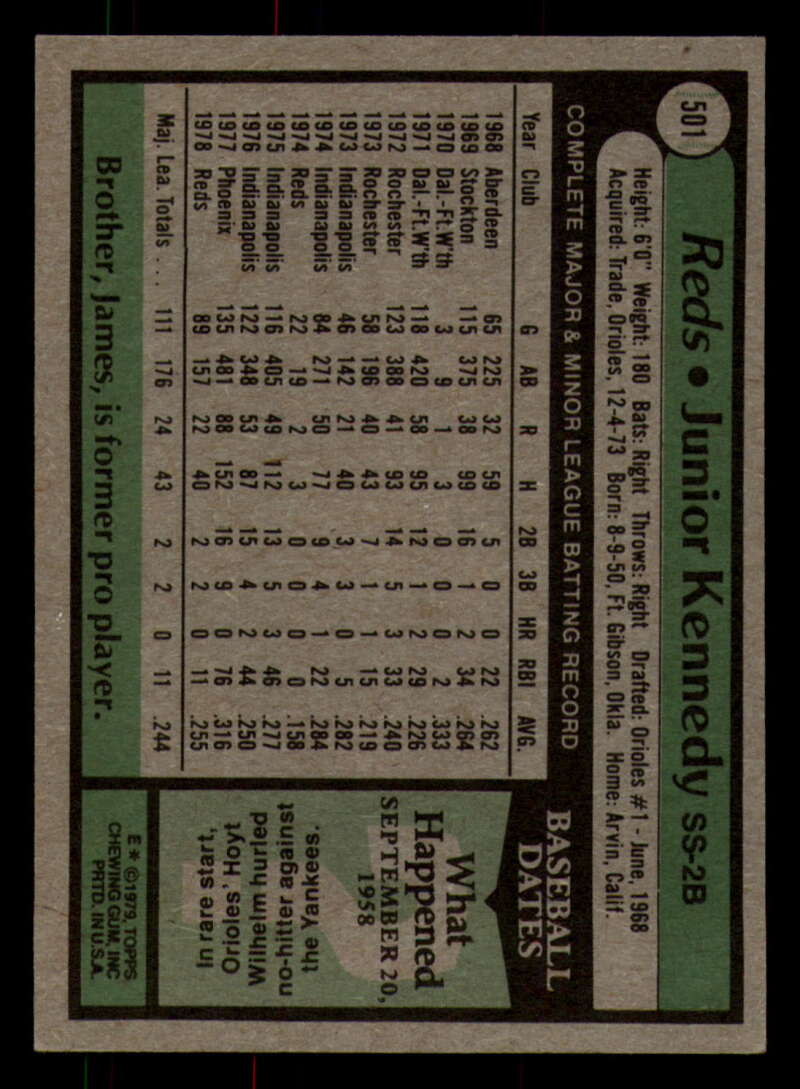 501
Reds • Junior Kennedy SS-2B
Height: 6'0" Weight: 180 Bats: Right Throws: Right Drafted: Orioles #1 - June, 1968
Acquired: Trade, Orioles, 12-4-73 Born: 8-9-50, Ft. Gibson, Okla. Home: Arvin, Calif.
COMPLETE MAJOR & MINOR LEAGUE BATTING RECORD
Year Club G AB R H 2B 3B HR RBI AVG.
1968 Aberdeen 65 225 32 59 5 0 0 22 .262
1969 Stockton 115 375 38 99 16 1 2 34 .264
1970 Dal.-Ft.W'th 3 9 1 3 0 0 0 2 .333
1971 Dal.-Ft.W'th 118 420 58 95 12 1 2 29 .226
1972 Rochester 123 388 41 93 14 5 3 33 .240
1973 Rochester 58 196 40 43 7 1 1 15 .219
1973 Indianapolis 46 142 21 40 3 3 0 5 .282
1974 Indianapolis 84 271 50 77 9 4 1 22 .284
1974 Reds 22 19 2 3 0 0 0 0 .158
1975 Indianapolis 116 405 49 112 13 5 3 46 .277
1976 Indianapolis 122 348 53 87 15 4 2 44 .250
1977 Phoenix 135 481 88 152 16 9 0 76 .316
1978 Reds 89 157 22 40 2 2 0 11 .255
Maj. Lea. Totals . . . 111 176 24 43 2 2 0 11 .244
Brother, James, is former pro player.
BASEBALL
DATES
What
Happened
SEPTEMBER 20,
1958
In rare start,
Orioles' Hoyt
Wilhelm hurled
no-hitter against
the Yankees.
E * ©1979, TOPPS
CHEWING GUM, INC
PRTD. IN U.S.A.